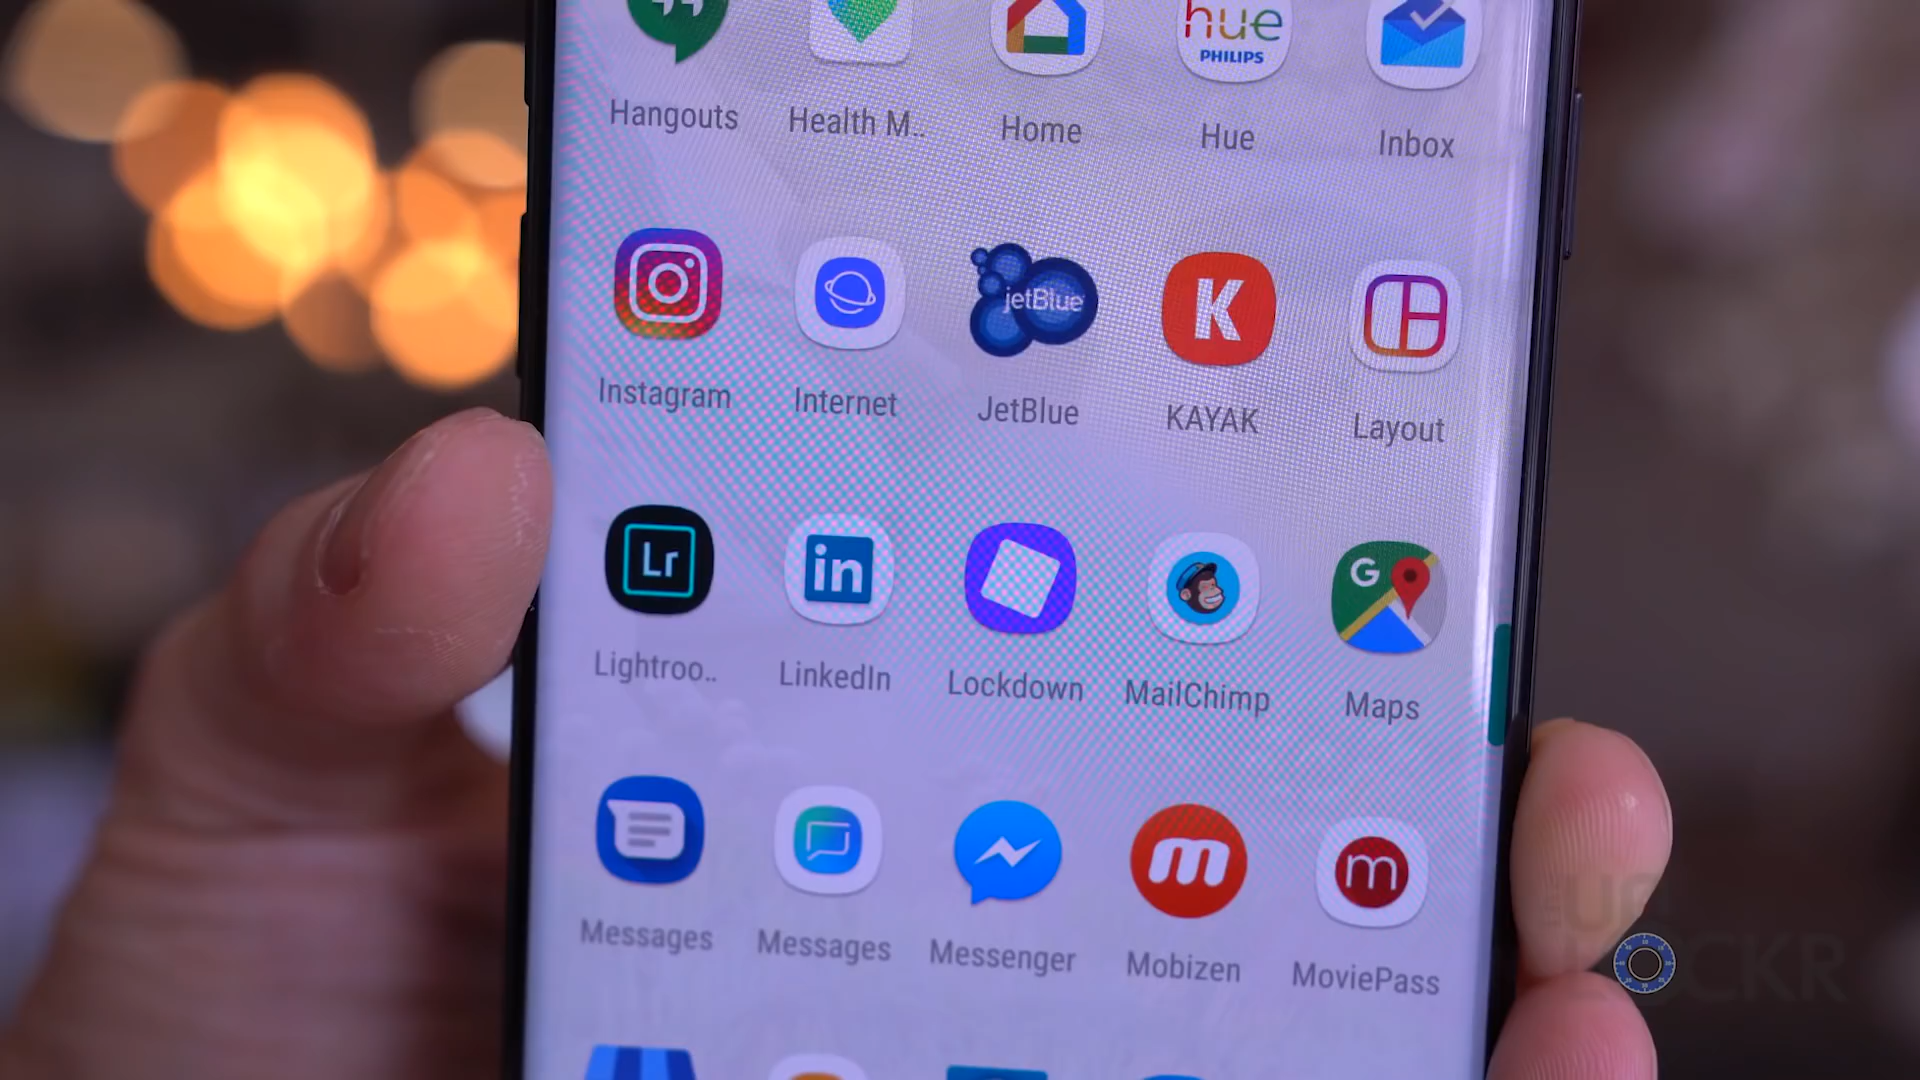 hue
PHILIPS
Hangouts
Health M..
Home
Hue
Inbox
jetBlue
K
Instagram
Internet
JetBlue
KAYAK
Layout
Lr
in
G
Lightroo..
LinkedIn
Lockdown
MailChimp
Maps
m
m
Messages
Messages
Messenger
Mobizen
MoviePass